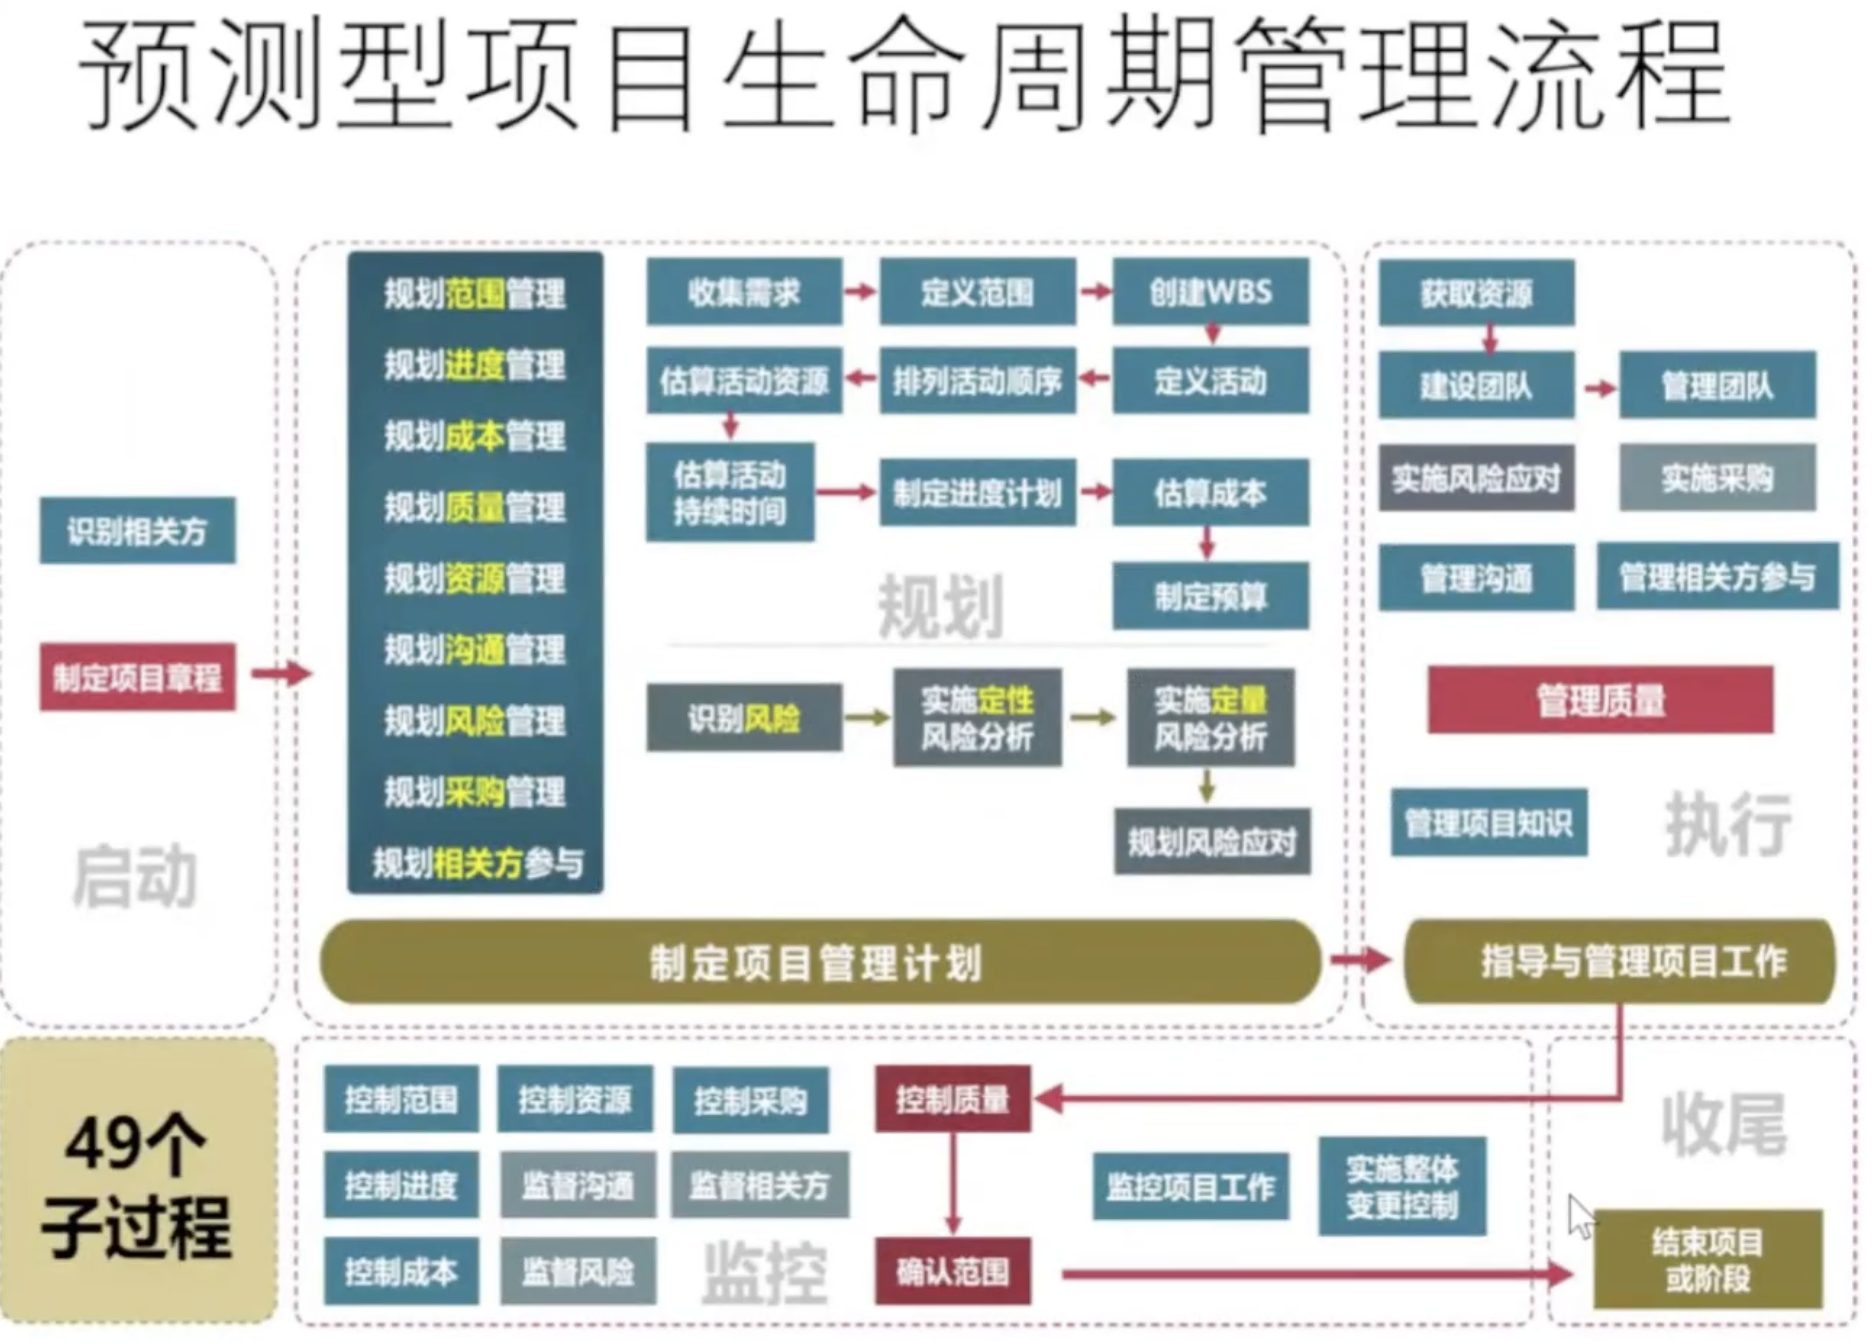 预测型项目生命周期管理流程
识别相关方
制定项目章程
启动
规划范围管理
规划进度管理
规划成本管理
规划质量管理
规划资源管理
规划沟通管理
规划风险管理
规划采购管理
规划相关方参与
收集需求
定义范围
创建WBS
估算活动资源
排列活动顺序
定义活动
估算活动
持续时间
制定进度计划
估算成本
制定预算
规划
识别风险
实施定性
风险分析
实施定量
风险分析
规划风险应对
制定项目管理计划
获取资源
建设团队
管理团队
实施风险应对
实施采购
管理沟通
管理相关方参与
管理质量
管理项目知识
执行
指导与管理项目工作
49个
子过程
控制范围
控制资源
控制采购
控制质量
控制进度
监督沟通
监督相关方
控制成本
监督风险
监控
确认范围
监控项目工作
实施整体
变更控制
收尾
结束项目
或阶段